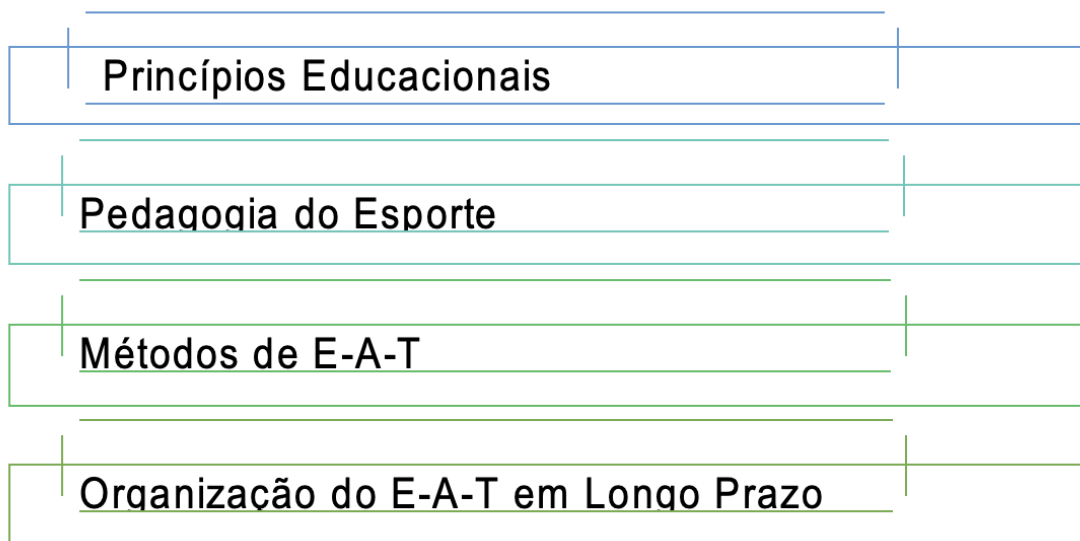 Princípios Educacionais
Pedagogia do Esporte
Métodos de E-A-T
Organização do E-A-T em Longo Prazo